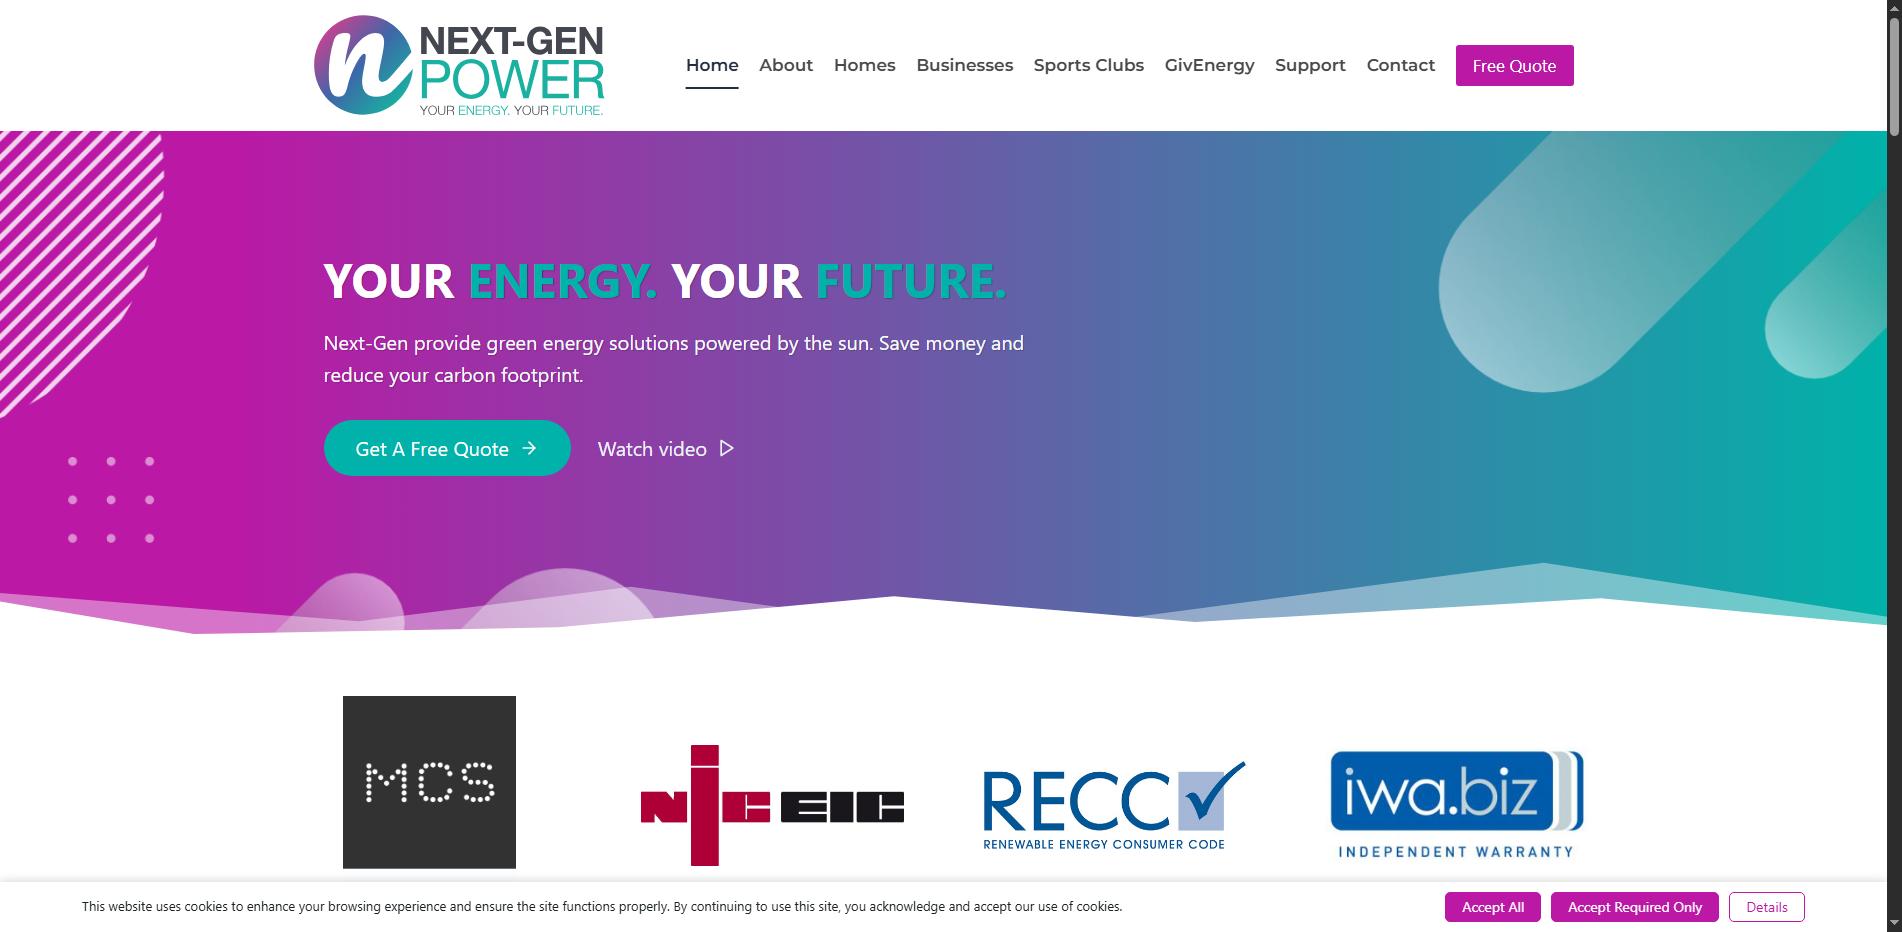 n NEXT-GEN
POWER
YOUR ENERGY. YOUR FUTURE.
Home About Homes Businesses Sports Clubs GivEnergy Support Contact Free Quote
YOUR ENERGY. YOUR FUTURE.
Next-Gen provide green energy solutions powered by the sun. Save money and
reduce your carbon footprint.
Get A Free Quote Watch video
MCS
NICEIC
RECC
RENEWABLE ENERGY CONSUMER CODE
iwa.biz
INDEPENDENT WARRANTY
This website uses cookies to enhance your browsing experience and ensure the site functions properly. By continuing to use this site, you acknowledge and accept our use of cookies.
Accept All Accept Required Only Details